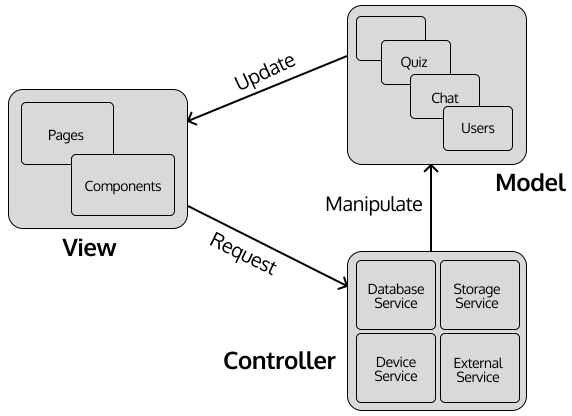 Update
Quiz
Chat
Users
Model
Pages
Components
View
Manipulate
Request
Database
Service
Storage
Service
Device
Service
External
Service
Controller